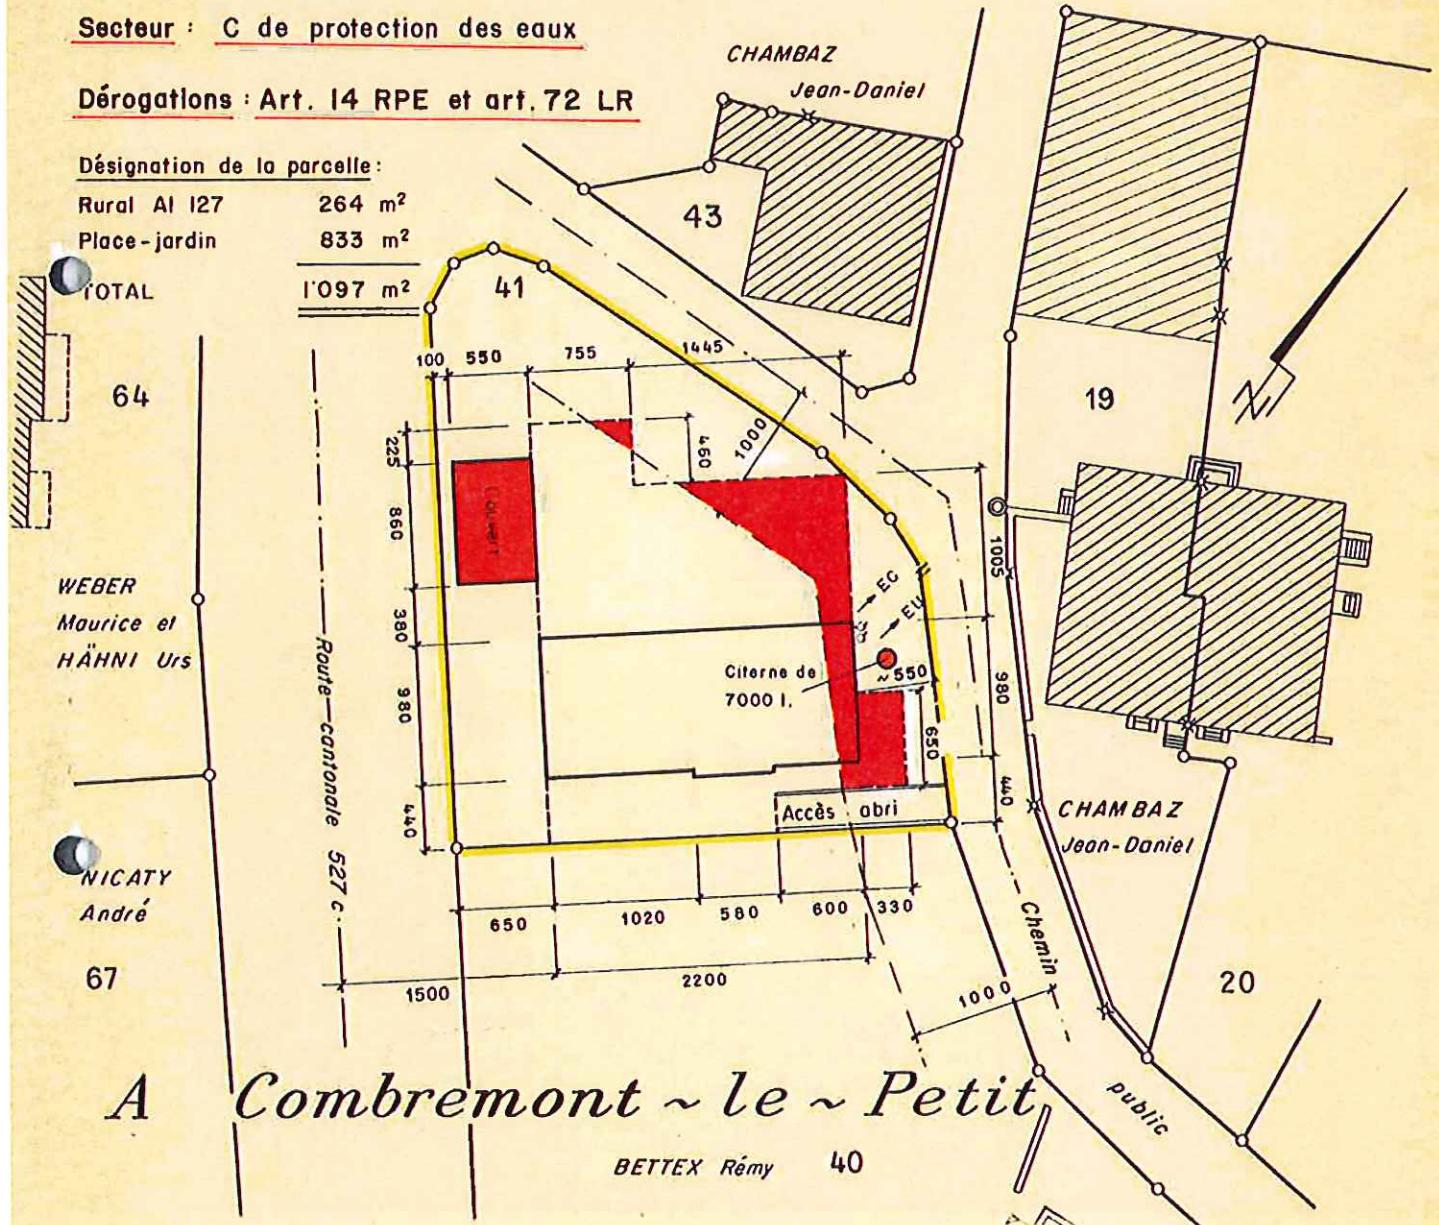 Secteur : C de protection des eaux
Dérogations : Art. 14 RPE et art. 72 LR
Désignation de la parcelle :
Rural AI 127 264 m²
Place-jardin 833 m²
TOTAL 1'097 m²
CHAMBAZ
Jean-Daniel
43
41
64
19
100 550 755 1445
460
1000
225
860
380
980
440
Couvert
WEBER
Maurice et
HÄHNI Urs
Route cantonale 527c
EC
EU
Citerne de
7000 l.
~550
650
1005
980
440
Accès abri
CHAMBAZ
Jean-Daniel
NICATY
André
67
650 1020 580 600 330
1500 2200
1000
Chemin
public
20
A Combremont ~ le ~ Petit
BETTEX Rémy 40
N